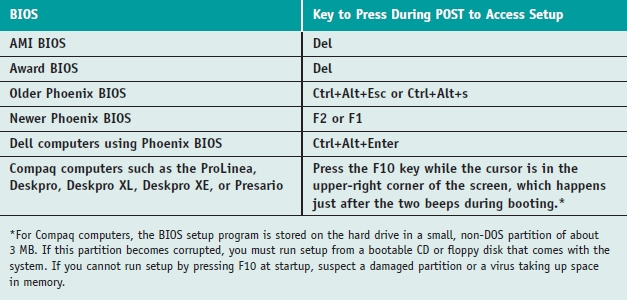 BIOS Key to Press During POST to Access Setup
AMI BIOS Del
Award BIOS Del
Older Phoenix BIOS Ctrl+Alt+Esc or Ctrl+Alt+s
Newer Phoenix BIOS F2 or F1
Dell computers using Phoenix BIOS Ctrl+Alt+Enter
Compaq computers such as the ProLinea,
Deskpro, Deskpro XL, Deskpro XE, or Presario
Press the F10 key while the cursor is in the
upper-right corner of the screen, which happens
just after the two beeps during booting.*
*For Compaq computers, the BIOS setup program is stored on the hard drive in a small, non-DOS partition of about
3 MB. If this partition becomes corrupted, you must run setup from a bootable CD or floppy disk that comes with the
system. If you cannot run setup by pressing F10 at startup, suspect a damaged partition or a virus taking up space
in memory.